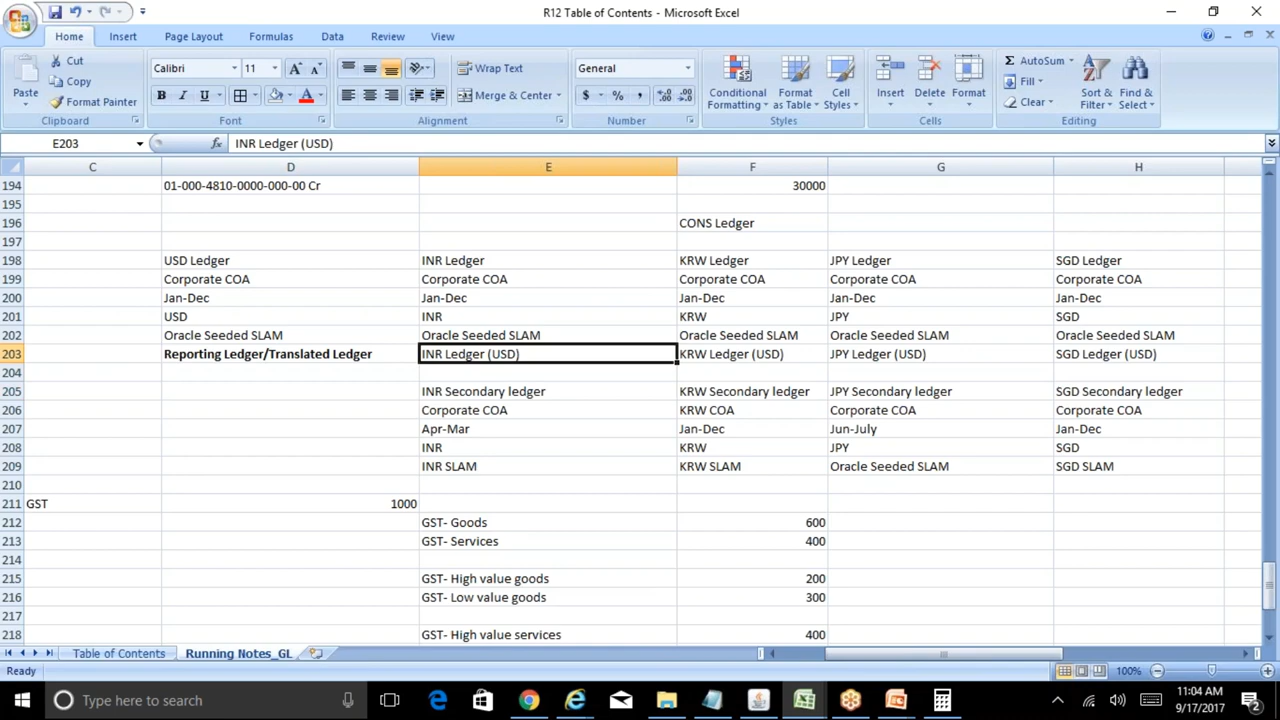 R12 Table of Contents - Microsoft Excel
Home Insert Page Layout Formulas Data Review View
Cut
Copy
Format Painter
Paste
Clipboard
Calibri 11
B I U
Font
Wrap Text
Merge & Center
Alignment
General
$ % ,
Number
Conditional Formatting
Format as Table
Cell Styles
Styles
Insert Delete Format
Cells
AutoSum
Fill
Clear
Sort & Filter
Find & Select
Editing
E203 fx INR Ledger (USD)
C D E F G H
194 01-000-4810-0000-000-00 Cr 30000
195
196 CONS Ledger
197
198 USD Ledger INR Ledger KRW Ledger JPY Ledger SGD Ledger
199 Corporate COA Corporate COA Corporate COA Corporate COA Corporate COA
200 Jan-Dec Jan-Dec Jan-Dec Jan-Dec Jan-Dec
201 USD INR KRW JPY SGD
202 Oracle Seeded SLAM Oracle Seeded SLAM Oracle Seeded SLAM Oracle Seeded SLAM Oracle Seeded SLAM
203 Reporting Ledger/Translated Ledger INR Ledger (USD) KRW Ledger (USD) JPY Ledger (USD) SGD Ledger (USD)
204
205 INR Secondary ledger KRW Secondary ledger JPY Secondary ledger SGD Secondary ledger
206 Corporate COA KRW COA Corporate COA Corporate COA
207 Apr-Mar Jan-Dec Jun-July Jan-Dec
208 INR KRW JPY SGD
209 INR SLAM KRW SLAM Oracle Seeded SLAM SGD SLAM
210
211 GST 1000
212 GST- Goods 600
213 GST- Services 400
214
215 GST- High value goods 200
216 GST- Low value goods 300
217
218 GST- High value services 400
Table of Contents Running Notes_GL
Ready 100%
Type here to search
11:04 AM
9/17/2017
2